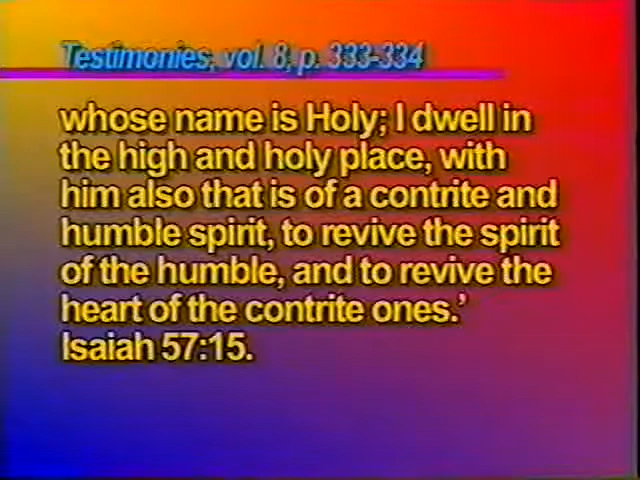 Testimonies, vol. 8, p. 333-334
whose name is Holy; I dwell in
the high and holy place, with
him also that is of a contrite and
humble spirit, to revive the spirit
of the humble, and to revive the
heart of the contrite ones.’
Isaiah 57:15.